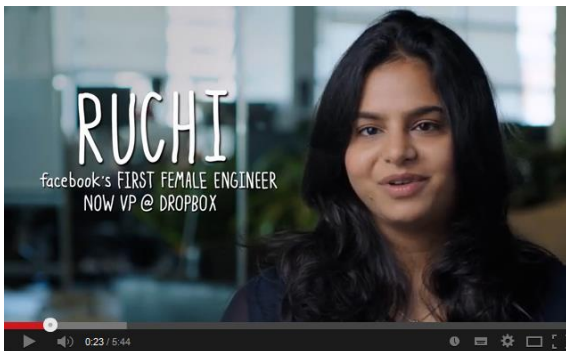 RUCHI
facebook's FIRST FEMALE ENGINEER
NOW VP @ DROPBOX
0:23 / 5:44